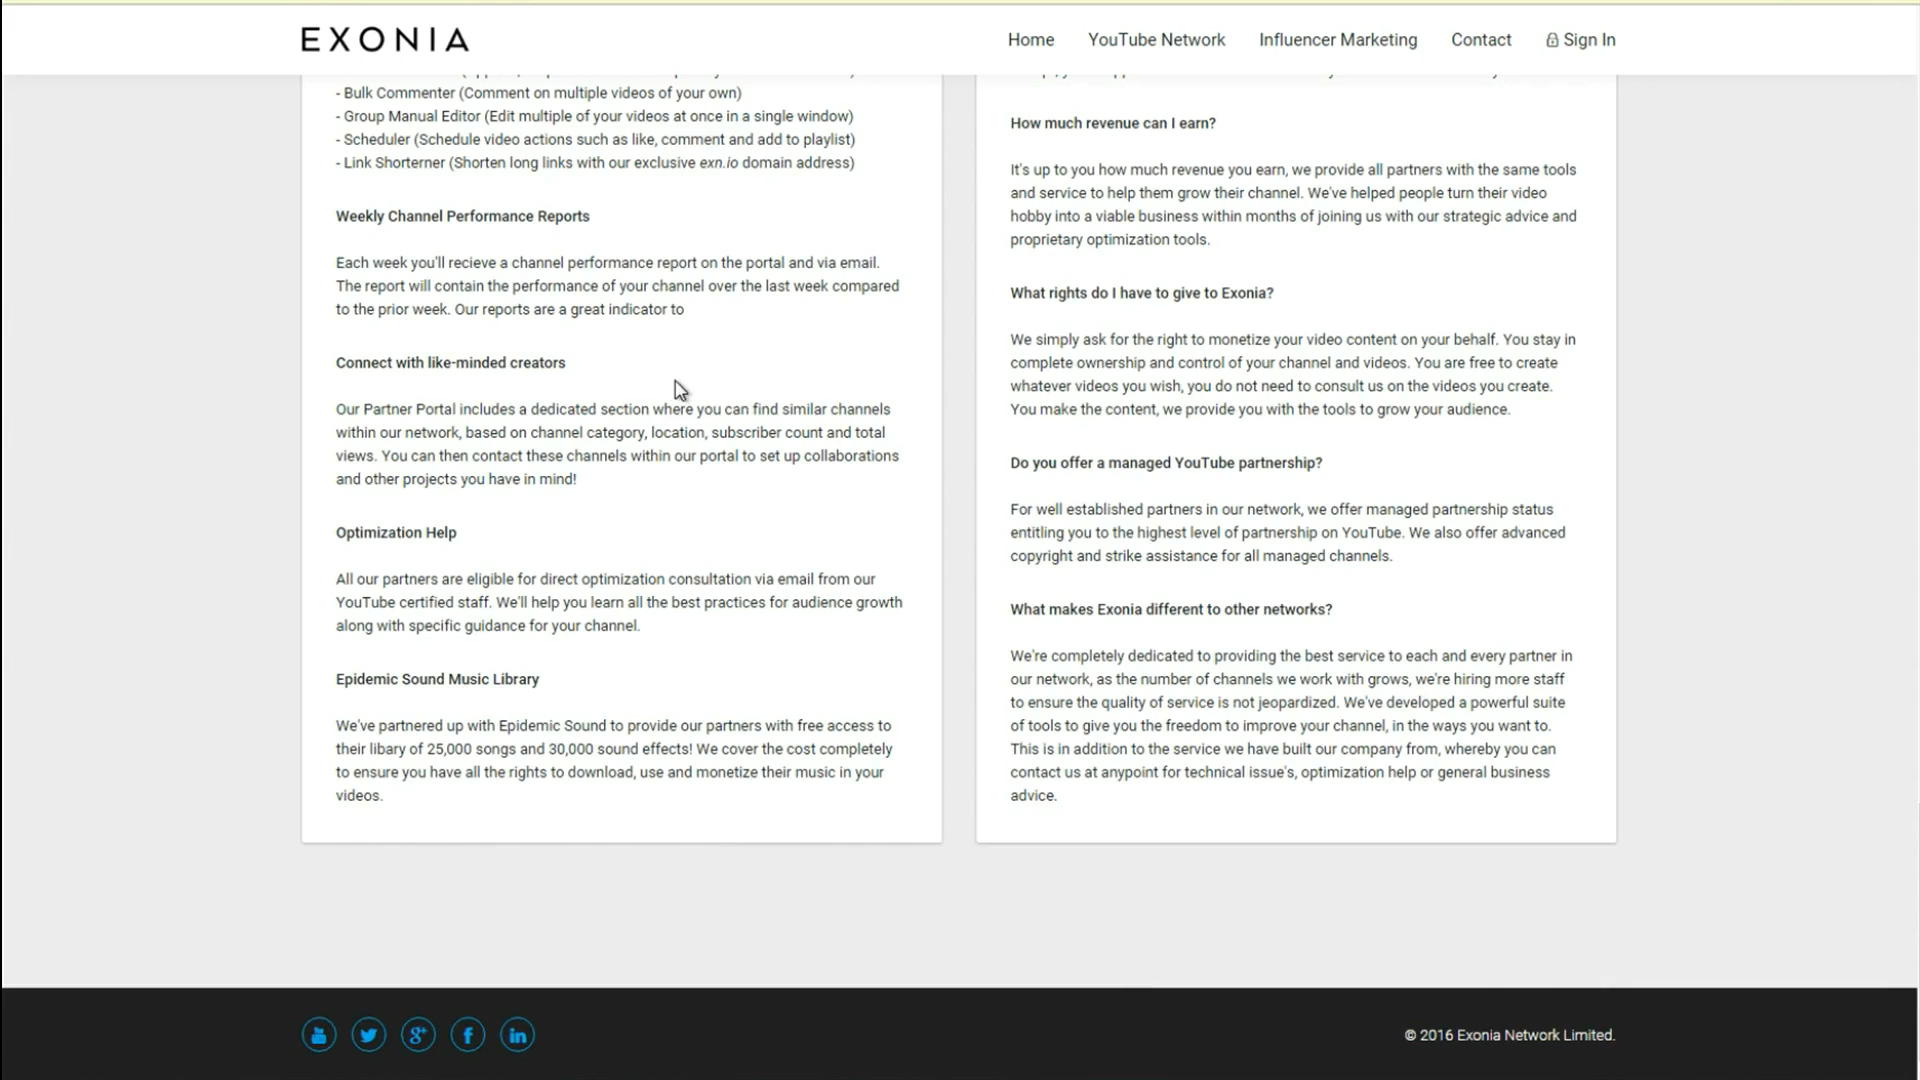 EXONIA
Home
YouTube Network
Influencer Marketing
Contact
Sign In
- Bulk Commenter (Comment on multiple videos of your own)
- Group Manual Editor (Edit multiple of your videos at once in a single window)
- Scheduler (Schedule video actions such as like, comment and add to playlist)
- Link Shorterner (Shorten long links with our exclusive exn.io domain address)
Weekly Channel Performance Reports
Each week you'll recieve a channel performance report on the portal and via email.
The report will contain the performance of your channel over the last week compared
to the prior week. Our reports are a great indicator to
Connect with like-minded creators
Our Partner Portal includes a dedicated section where you can find similar channels
within our network, based on channel category, location, subscriber count and total
views. You can then contact these channels within our portal to set up collaborations
and other projects you have in mind!
Optimization Help
All our partners are eligible for direct optimization consultation via email from our
YouTube certified staff. We'll help you learn all the best practices for audience growth
along with specific guidance for your channel.
Epidemic Sound Music Library
We've partnered up with Epidemic Sound to provide our partners with free access to
their libary of 25,000 songs and 30,000 sound effects! We cover the cost completely
to ensure you have all the rights to download, use and monetize their music in your
videos.
How much revenue can I earn?
It's up to you how much revenue you earn, we provide all partners with the same tools
and service to help them grow their channel. We've helped people turn their video
hobby into a viable business within months of joining us with our strategic advice and
proprietary optimization tools.
What rights do I have to give to Exonia?
We simply ask for the right to monetize your video content on your behalf. You stay in
complete ownership and control of your channel and videos. You are free to create
whatever videos you wish, you do not need to consult us on the videos you create.
You make the content, we provide you with the tools to grow your audience.
Do you offer a managed YouTube partnership?
For well established partners in our network, we offer managed partnership status
entitling you to the highest level of partnership on YouTube. We also offer advanced
copyright and strike assistance for all managed channels.
What makes Exonia different to other networks?
We're completely dedicated to providing the best service to each and every partner in
our network, as the number of channels we work with grows, we're hiring more staff
to ensure the quality of service is not jeopardized. We've developed a powerful suite
of tools to give you the freedom to improve your channel, in the ways you want to.
This is in addition to the service we have built our company from, whereby you can
contact us at anypoint for technical issue's, optimization help or general business
advice.
© 2016 Exonia Network Limited.